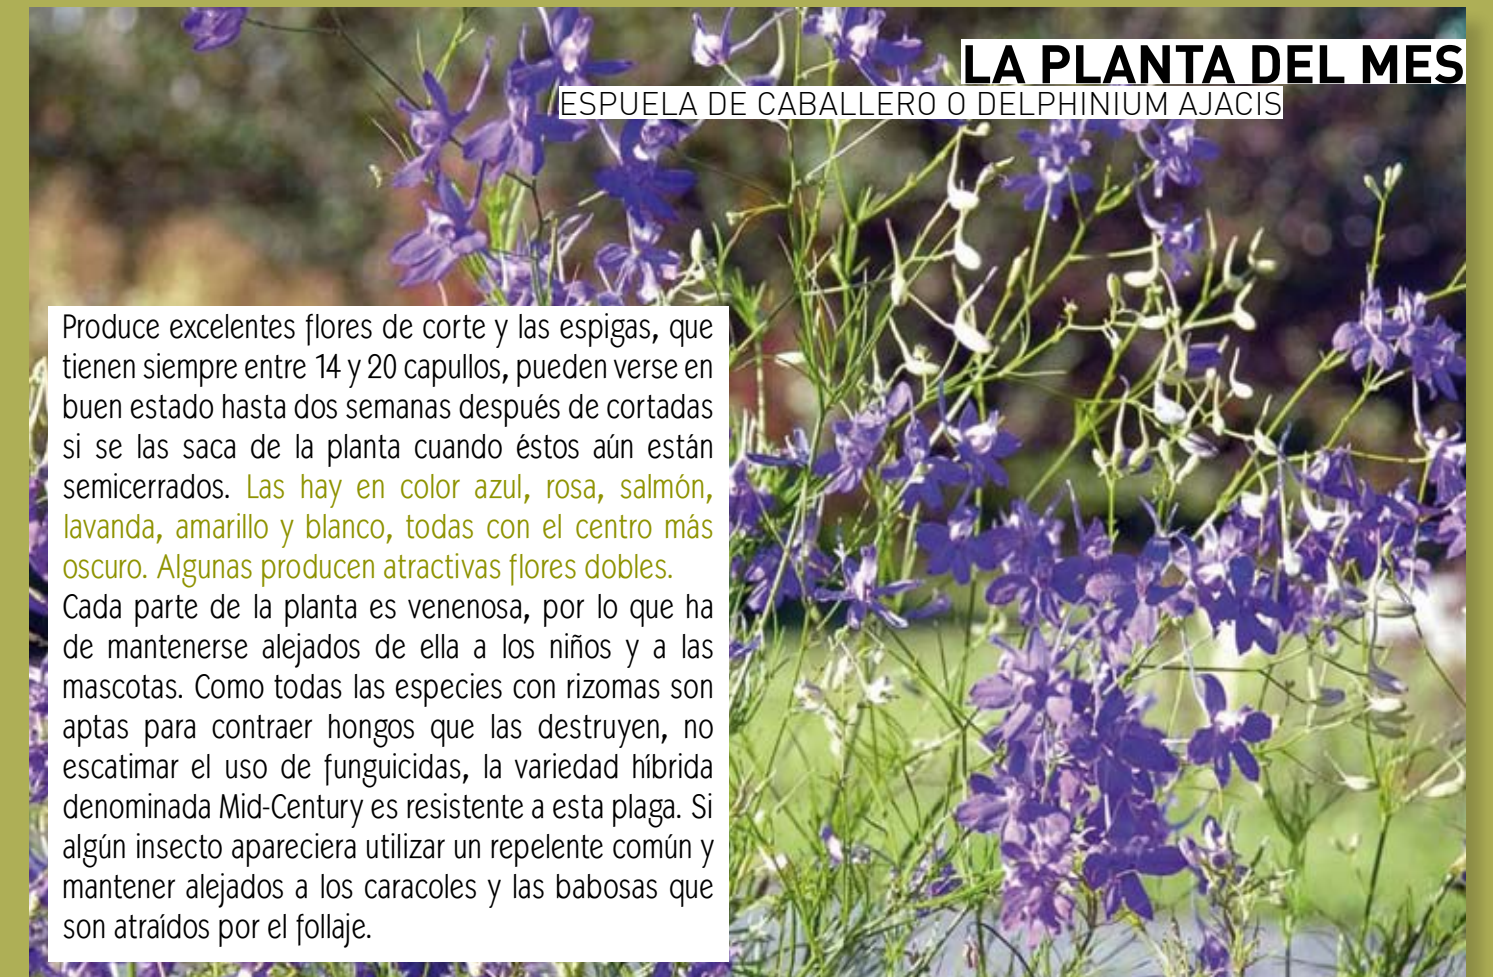 LA PLANTA DEL MES
ESPUELA DE CABALLERO O DELPHINIUM AJACIS
Produce excelentes flores de corte y las espigas, que
tienen siempre entre 14 y 20 capullos, pueden verse en
buen estado hasta dos semanas después de cortadas
si se las saca de la planta cuando éstos aún están
semicerrados. Las hay en color azul, rosa, salmón,
lavanda, amarillo y blanco, todas con el centro más
oscuro. Algunas producen atractivas flores dobles.
Cada parte de la planta es venenosa, por lo que ha
de mantenerse alejados de ella a los niños y a las
mascotas. Como todas las especies con rizomas son
aptas para contraer hongos que las destruyen, no
escatimar el uso de funguicidas, la variedad híbrida
denominada Mid-Century es resistente a esta plaga. Si
algún insecto apareciera utilizar un repelente común y
mantener alejados a los caracoles y las babosas que
son atraídos por el follaje.